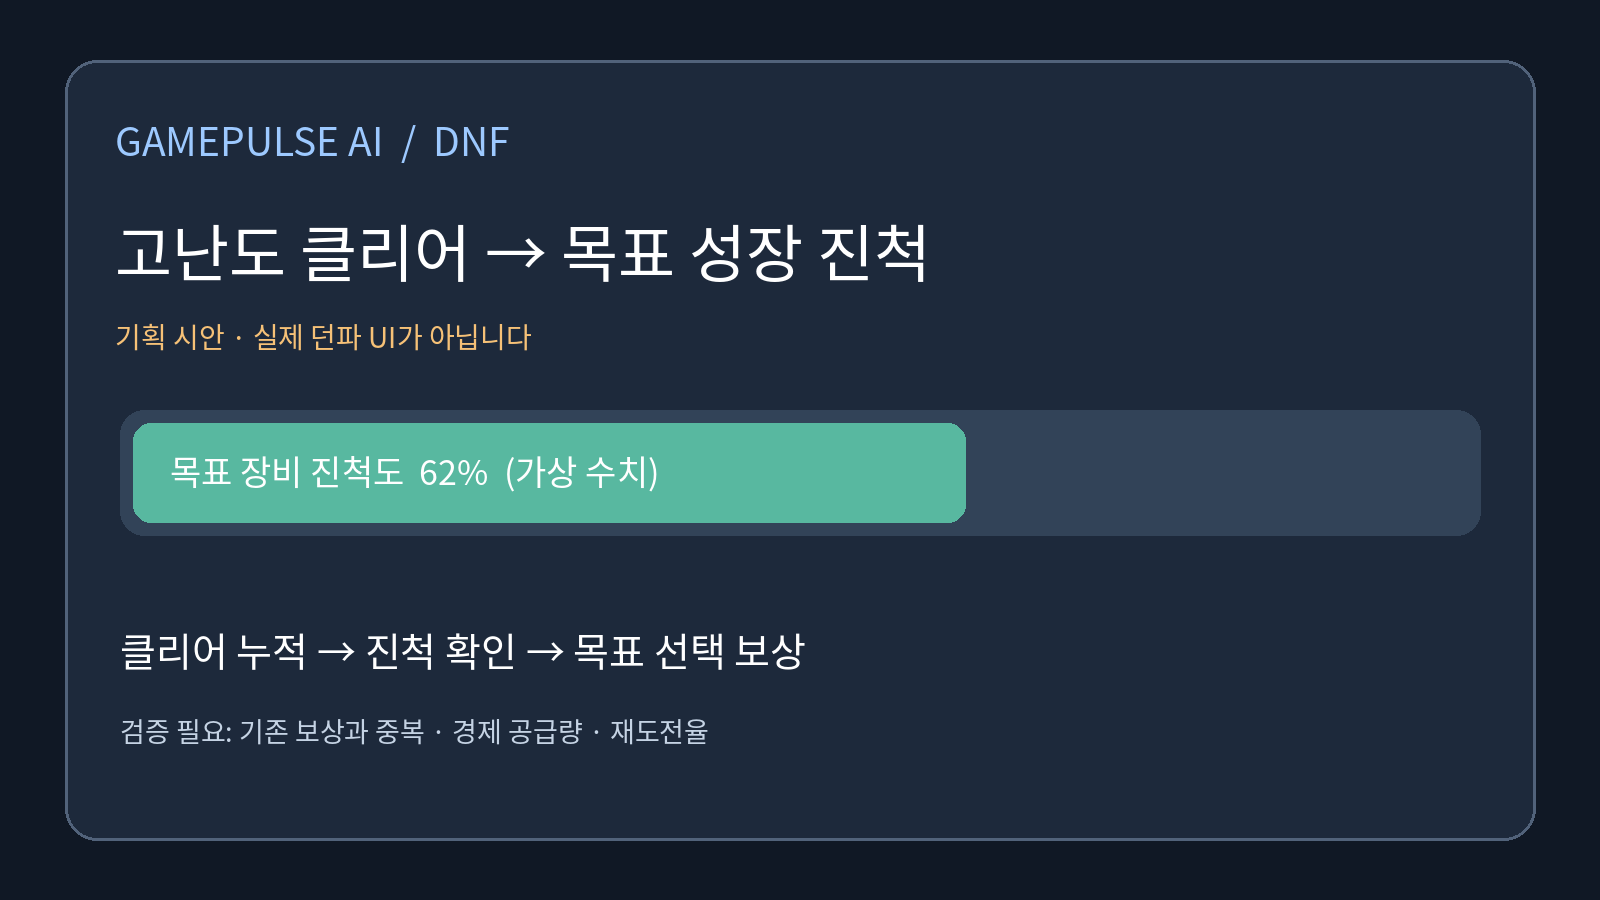 GAMEPULSE AI / DNF
고난도 클리어 → 목표 성장 진척
기획 시안 · 실제 던파 UI가 아닙니다
목표 장비 진척도 62% (가상 수치)
클리어 누적 → 진척 확인 → 목표 선택 보상
검증 필요: 기존 보상과 중복 · 경제 공급량 · 재도전율